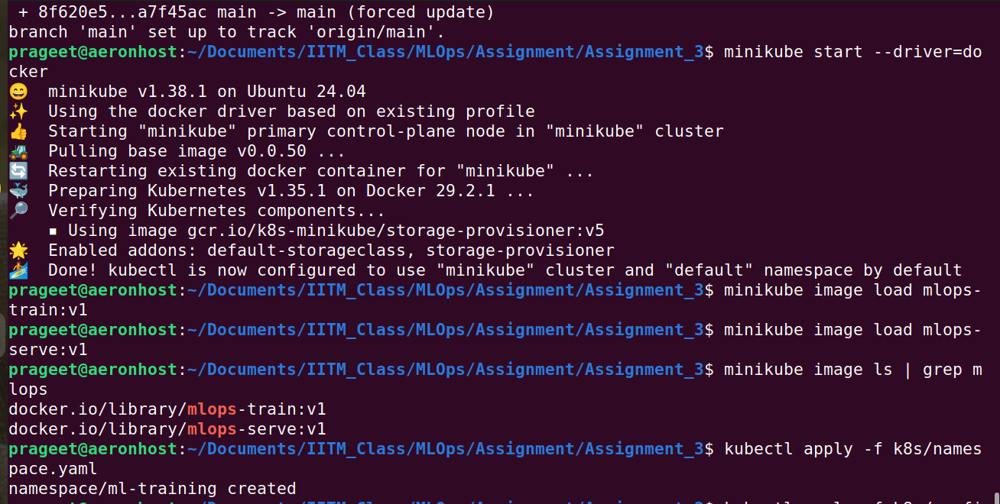 + 8f620e5...a7f45ac main -> main (forced update)
branch 'main' set up to track 'origin/main'.
prageet@aeronhost:~/Documents/IITM_Class/MLOps/Assignment/Assignment_3$ minikube start --driver=do
cker
😄  minikube v1.38.1 on Ubuntu 24.04
✨  Using the docker driver based on existing profile
👍  Starting "minikube" primary control-plane node in "minikube" cluster
🚜  Pulling base image v0.0.50 ...
🔄  Restarting existing docker container for "minikube" ...
🐳  Preparing Kubernetes v1.35.1 on Docker 29.2.1 ...
🔎  Verifying Kubernetes components...
▪ Using image gcr.io/k8s-minikube/storage-provisioner:v5
🌟  Enabled addons: default-storageclass, storage-provisioner
🏄  Done! kubectl is now configured to use "minikube" cluster and "default" namespace by default
prageet@aeronhost:~/Documents/IITM_Class/MLOps/Assignment/Assignment_3$ minikube image load mlops-
train:v1
prageet@aeronhost:~/Documents/IITM_Class/MLOps/Assignment/Assignment_3$ minikube image load mlops-
serve:v1
prageet@aeronhost:~/Documents/IITM_Class/MLOps/Assignment/Assignment_3$ minikube image ls | grep m
lops
docker.io/library/mlops-train:v1
docker.io/library/mlops-serve:v1
prageet@aeronhost:~/Documents/IITM_Class/MLOps/Assignment/Assignment_3$ kubectl apply -f k8s/names
pace.yaml
namespace/ml-training created